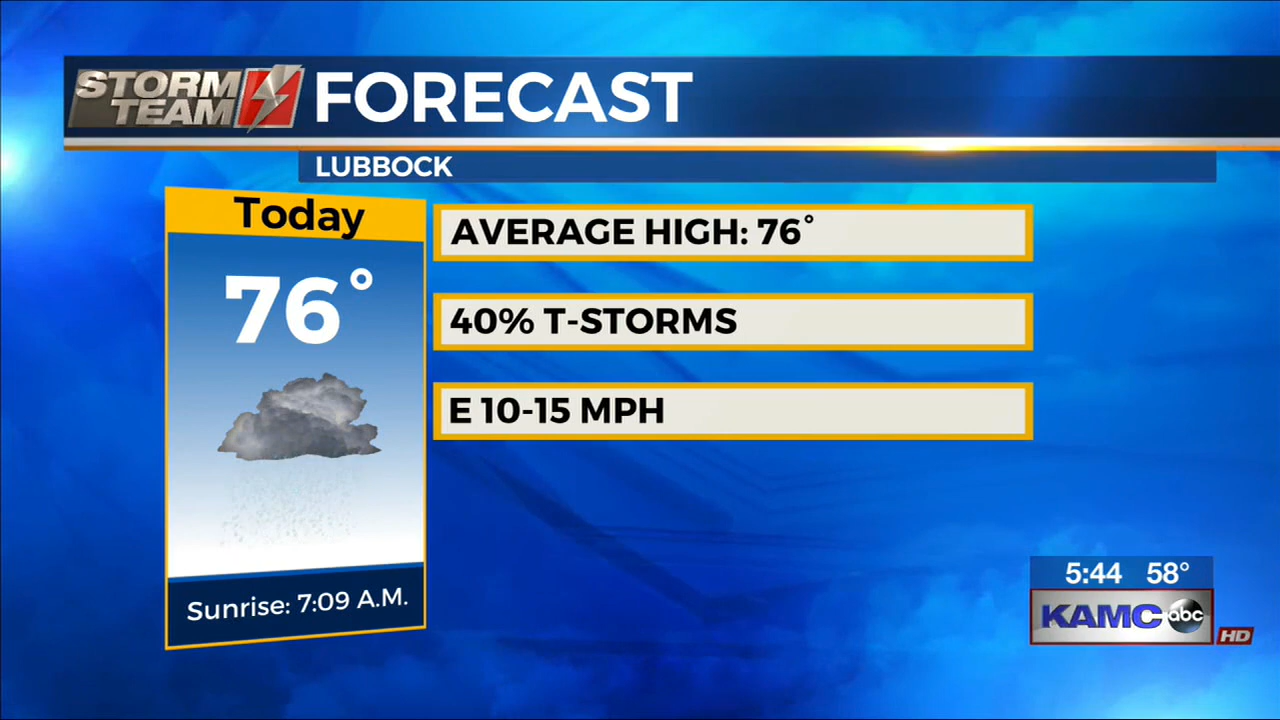 STORM
TEAM
FORECAST
LUBBOCK
Today
76°
Sunrise: 7:09 A.M.
AVERAGE HIGH: 76°
40% T-STORMS
E 10-15 MPH
5:44 58°
KAMC abc
HD